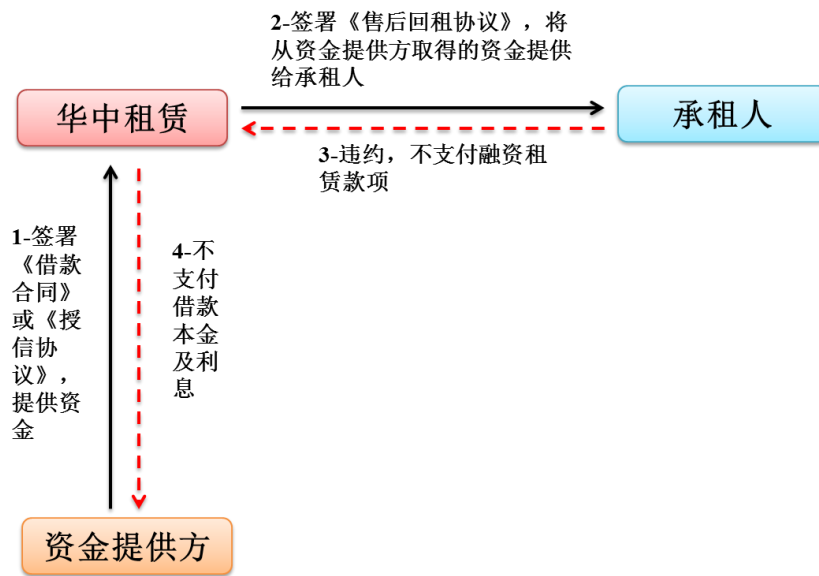 2-签署《售后回租协议》，将
从资金提供方取得的资金提供
给承租人
华中租赁
承租人
3-违约，不支付融资租
赁款项
1-签署
《借款
合同》
或《授
信协
议》，
提供资
金
4-不
支付
借款
本金
及利
息
资金提供方